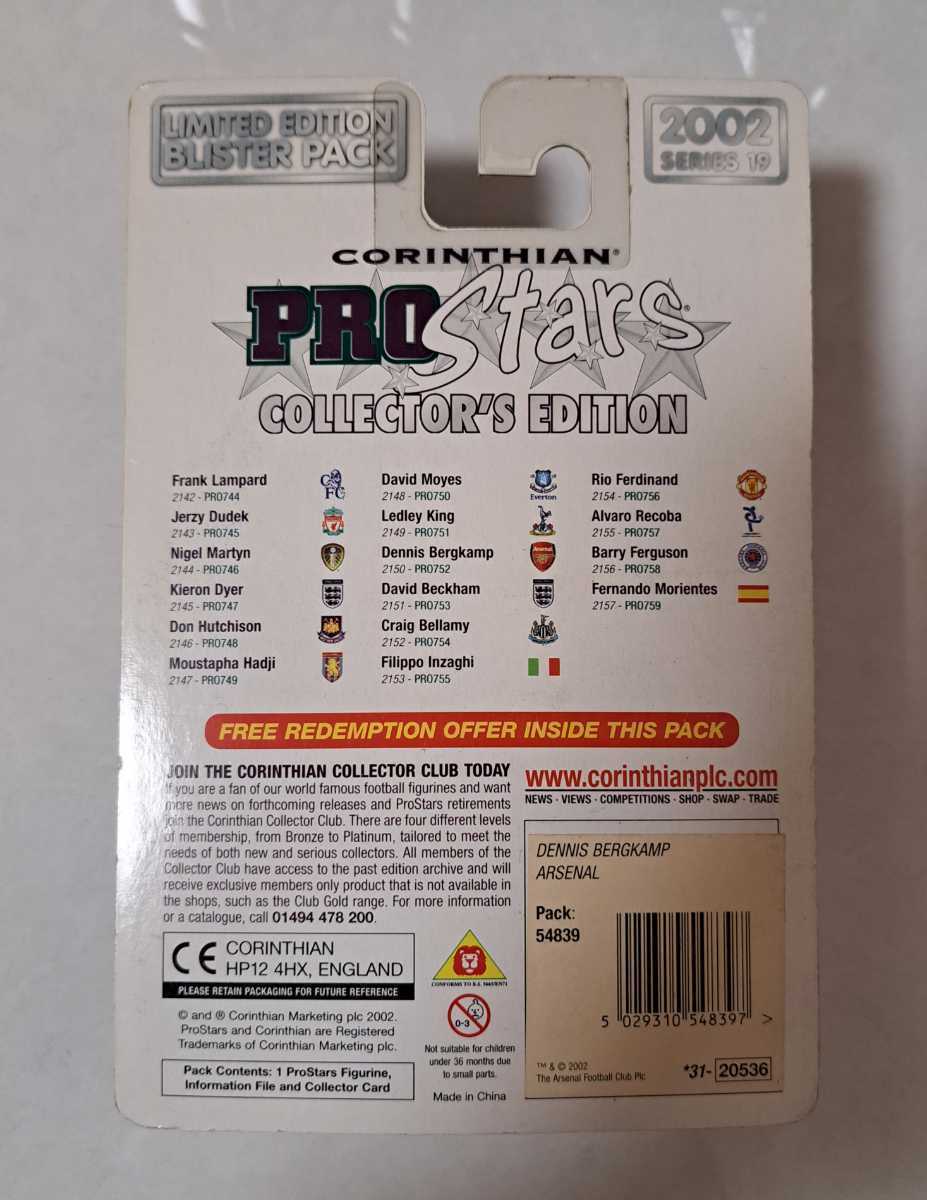 LIMITED EDITION
BLISTER PACK
2002
SERIES 19
CORINTHIAN®
PROStars®
COLLECTOR'S EDITION
Frank Lampard
2142 - PRO744
CFC
Jerzy Dudek
2143 - PRO745
Nigel Martyn
2144 - PRO746
Kieron Dyer
2145 - PRO747
Don Hutchison
2146 - PRO748
Moustapha Hadji
2147 - PRO749
David Moyes
2148 - PRO750
Everton
Ledley King
2149 - PRO751
Dennis Bergkamp
2150 - PRO752
Arsenal
David Beckham
2151 - PRO753
Craig Bellamy
2152 - PRO754
Filippo Inzaghi
2153 - PRO755
Rio Ferdinand
2154 - PRO756
Alvaro Recoba
2155 - PRO757
Barry Ferguson
2156 - PRO758
Fernando Morientes
2157 - PRO759
FREE REDEMPTION OFFER INSIDE THIS PACK
JOIN THE CORINTHIAN COLLECTOR CLUB TODAY
If you are a fan of our world famous football figurines and want
more news on forthcoming releases and ProStars retirements
join the Corinthian Collector Club. There are four different levels
of membership, from Bronze to Platinum, tailored to meet the
needs of both new and serious collectors. All members of the
Collector Club have access to the past edition archive and will
receive exclusive members only product that is not available in
the shops, such as the Club Gold range. For more information
or a catalogue, call 01494 478 200.
CE CORINTHIAN
HP12 4HX, ENGLAND
PLEASE RETAIN PACKAGING FOR FUTURE REFERENCE
© and ® Corinthian Marketing plc 2002.
ProStars and Corinthian are Registered
Trademarks of Corinthian Marketing plc.
Pack Contents: 1 ProStars Figurine,
Information File and Collector Card
CONFORMS TO B.S. 5665/EN71
0-3
Not suitable for children
under 36 months due
to small parts.
Made in China
www.corinthianplc.com
NEWS - VIEWS - COMPETITIONS - SHOP - SWAP - TRADE
DENNIS BERGKAMP
ARSENAL
Pack:
54839
5 029310 548397 >
™ & © 2002
The Arsenal Football Club Plc
*31- 20536